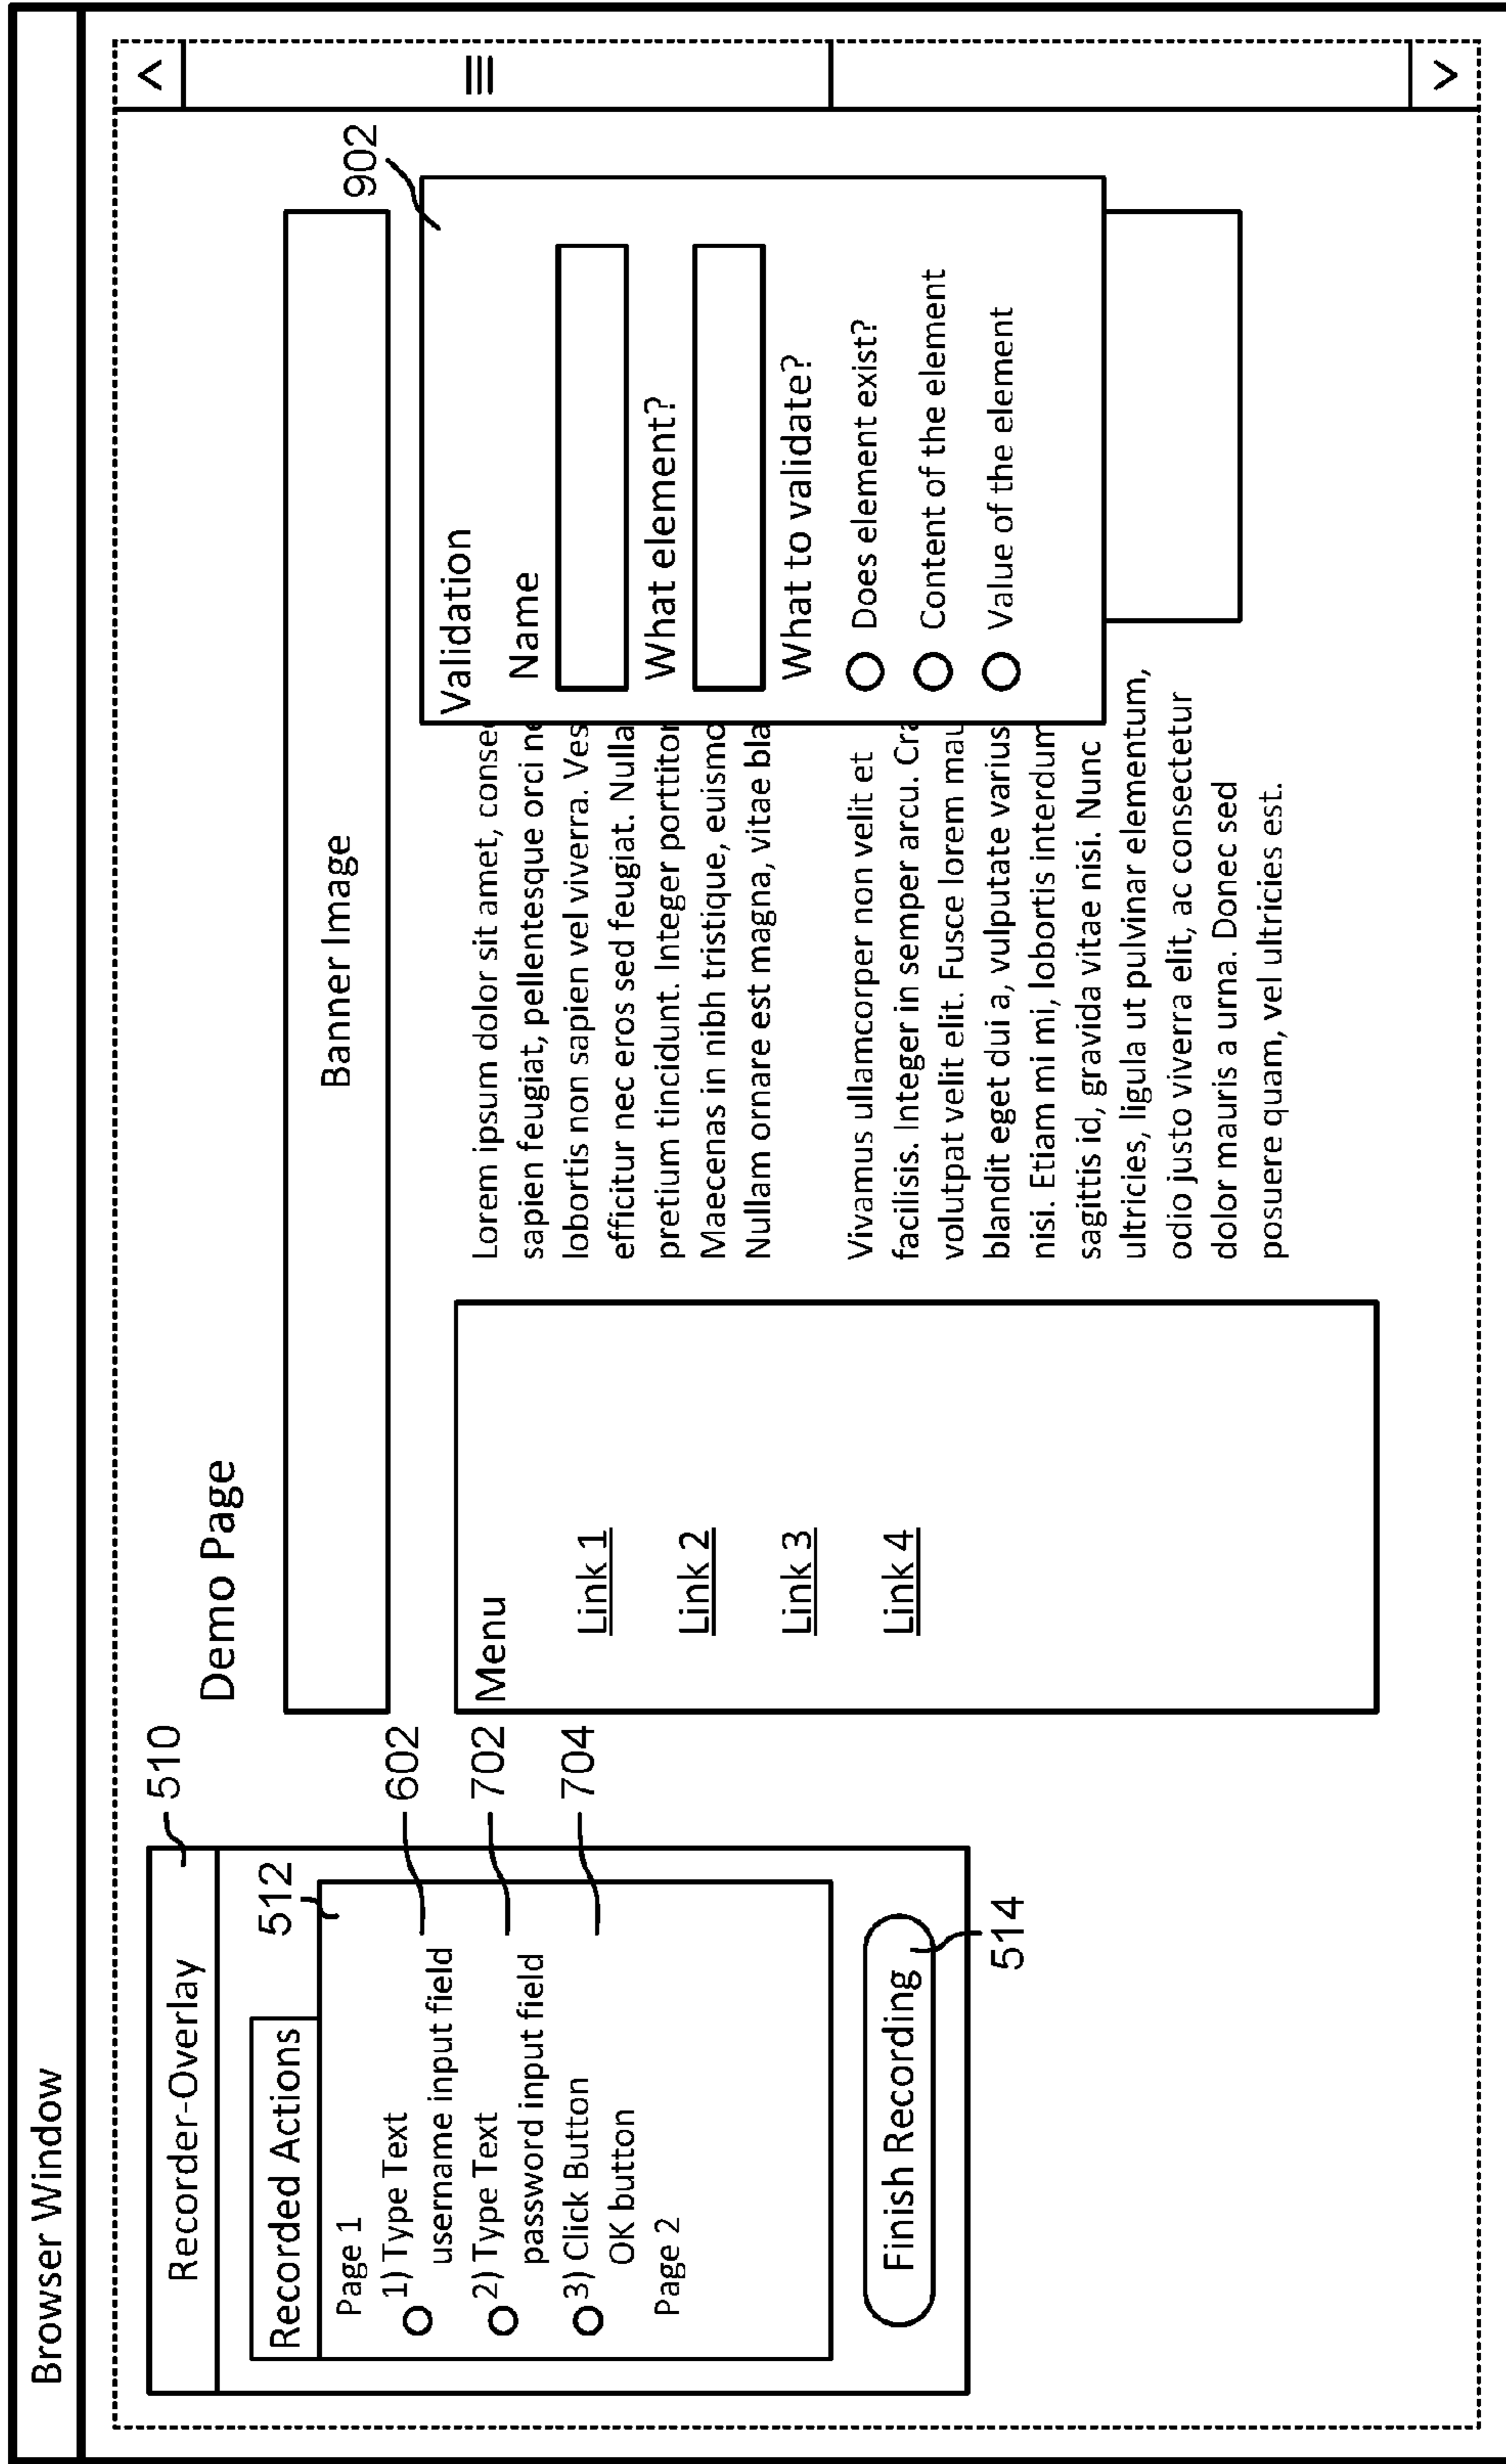 Browser Window
Recorder-Overlay
510
Recorded Actions
512
Page 1
1) Type Text
username input field
602
2) Type Text
password input field
702
3) Click Button
OK button
704
Page 2
Finish Recording
514
Demo Page
Banner Image
Menu
Link 1
Link 2
Link 3
Link 4
Lorem ipsum dolor sit amet, conse
sapien feugiat, pellentesque orci ne
lobortis non sapien vel viverra. Ves
efficitur nec eros sed feugiat. Nulla
pretium tincidunt. Integer porttitor
Maecenas in nibh tristique, euismo
Nullam ornare est magna, vitae bla
Vivamus ullamcorper non velit et
facilisis. Integer in semper arcu. Cra
volutpat velit elit. Fusce lorem mau
blandit eget dui a, vulputate varius
nisi. Etiam mi mi, lobortis interdum
sagittis id, gravida vitae nisi. Nunc
ultricies, ligula ut pulvinar elementum,
odio justo viverra elit, ac consectetur
dolor mauris a urna. Donec sed
posuere quam, vel ultricies est.
902
Validation
Name
What element?
What to validate?
Does element exist?
Content of the element
Value of the element